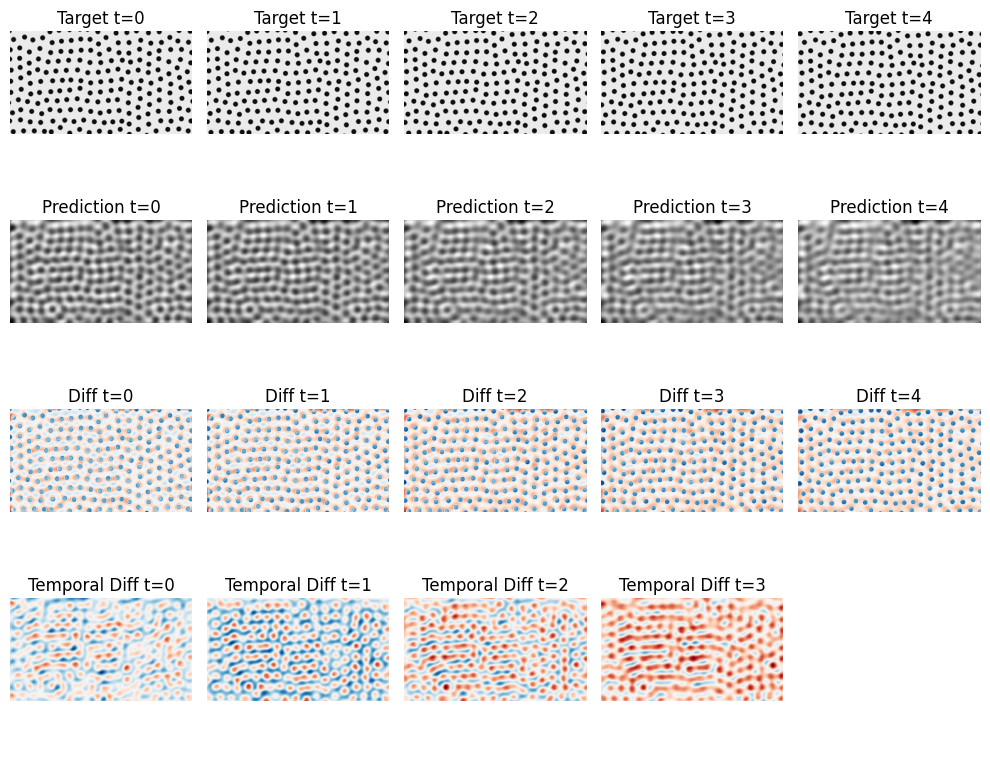 Target t=0 Target t=1 Target t=2 Target t=3 Target t=4
Prediction t=0 Prediction t=1 Prediction t=2 Prediction t=3 Prediction t=4
Diff t=0 Diff t=1 Diff t=2 Diff t=3 Diff t=4
Temporal Diff t=0 Temporal Diff t=1 Temporal Diff t=2 Temporal Diff t=3